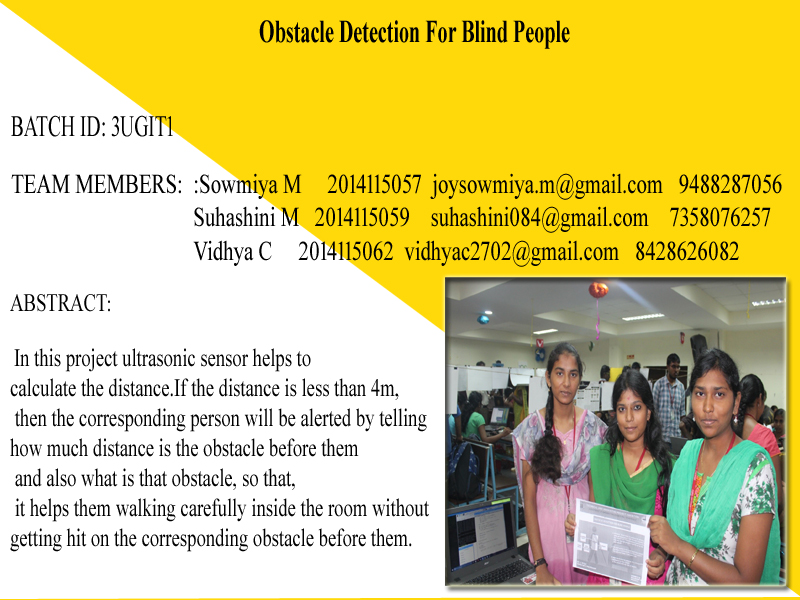 Obstacle Detection For Blind People
BATCH ID: 3UGIT1
TEAM MEMBERS: :Sowmiya M 2014115057 joysowmiya.m@gmail.com 9488287056
Suhashini M 2014115059 suhashini084@gmail.com 7358076257
Vidhya C 2014115062 vidhyac2702@gmail.com 8428626082
ABSTRACT:
In this project ultrasonic sensor helps to
calculate the distance.If the distance is less than 4m,
then the corresponding person will be alerted by telling
how much distance is the obstacle before them
and also what is that obstacle, so that,
it helps them walking carefully inside the room without
getting hit on the corresponding obstacle before them.